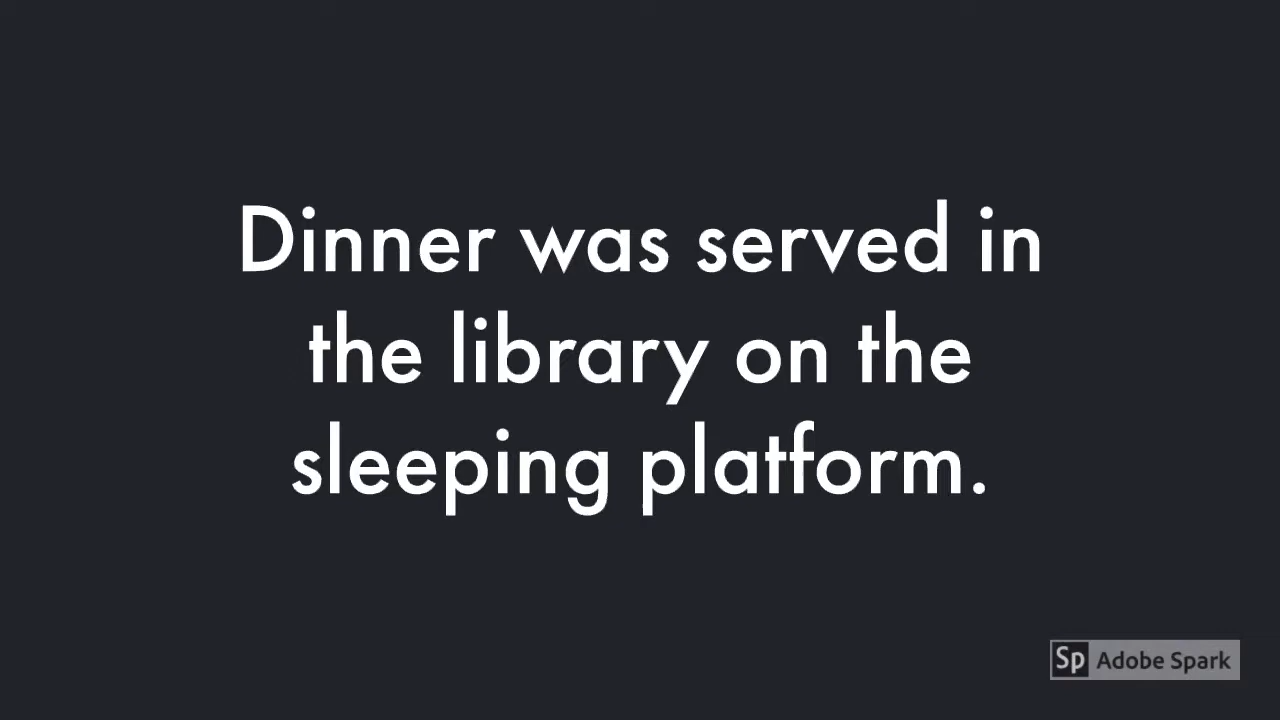 Dinner was served in
the library on the
sleeping platform.
Sp Adobe Spark